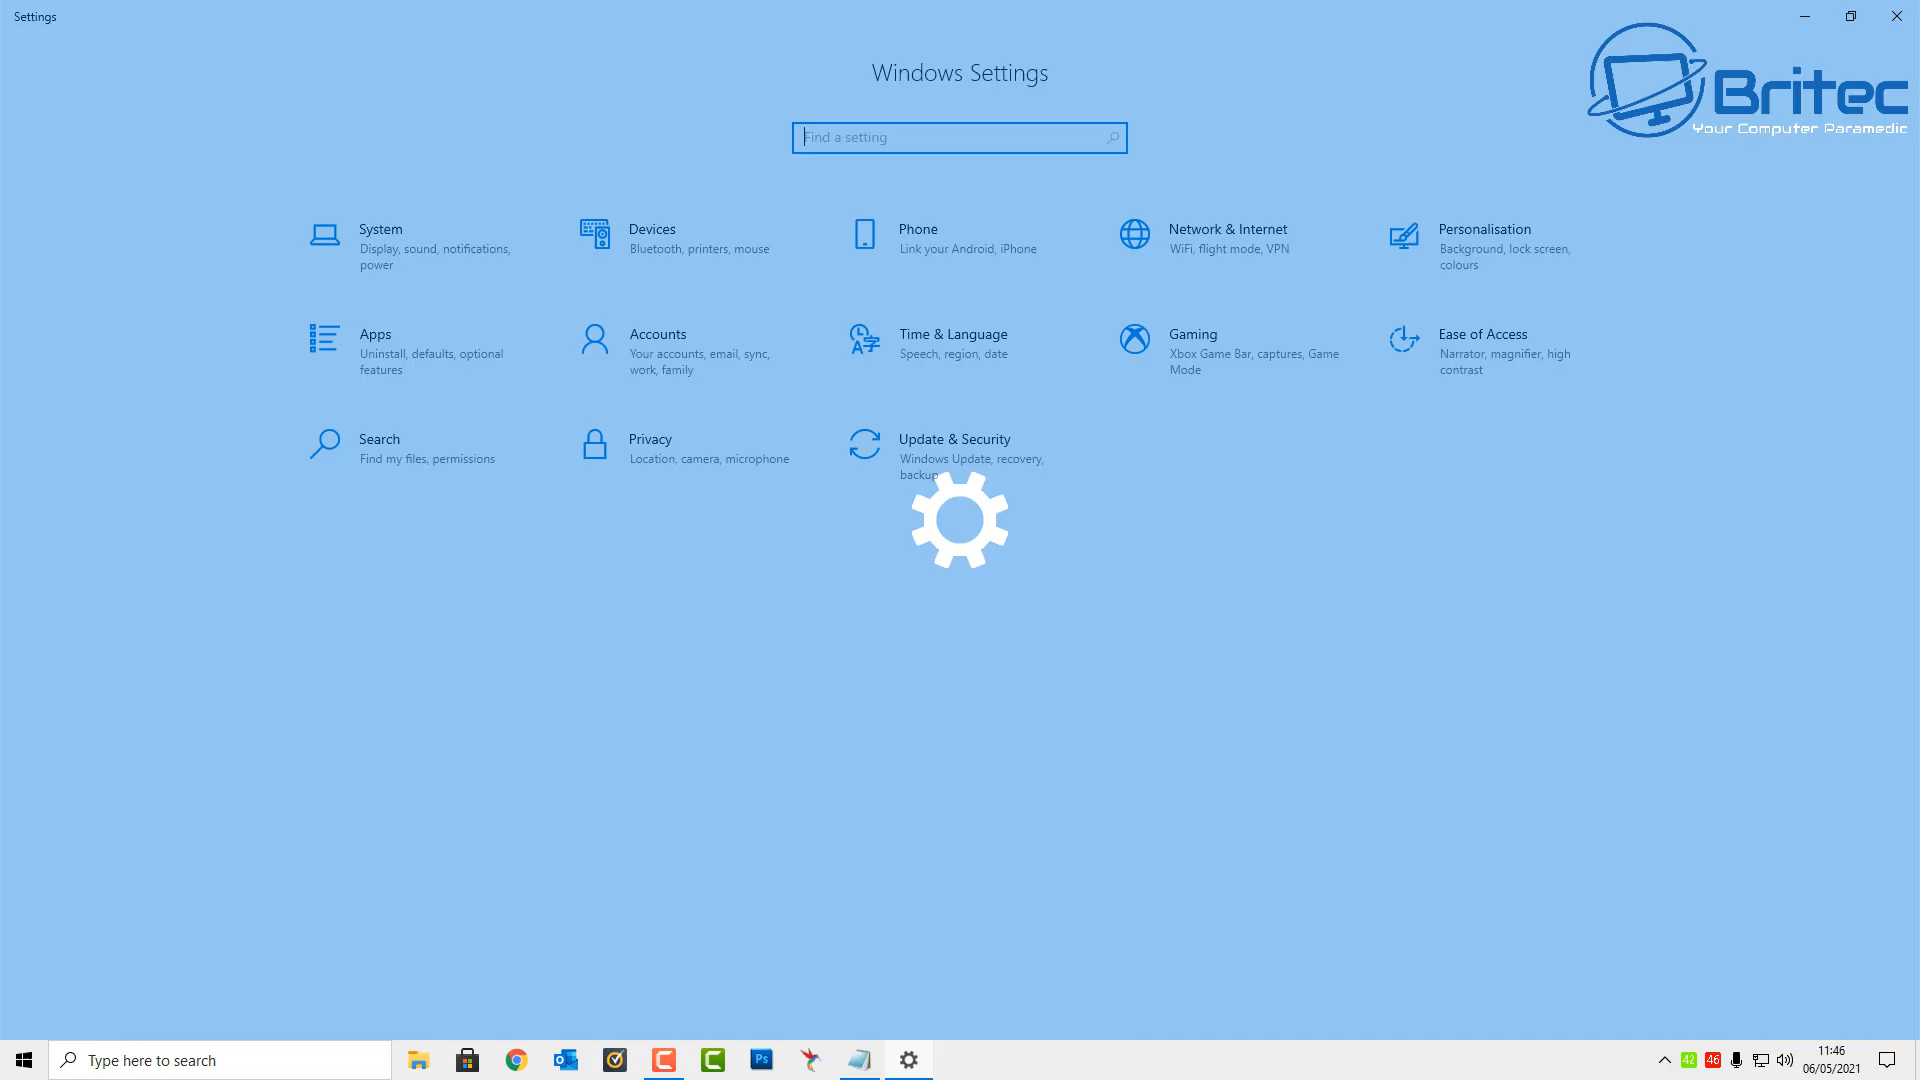 Settings
Britec
Your Computer Paramedic
Windows Settings
Find a setting
System
Display, sound, notifications,
power
Devices
Bluetooth, printers, mouse
Phone
Link your Android, iPhone
Network & Internet
WiFi, flight mode, VPN
Personalisation
Background, lock screen,
colours
Apps
Uninstall, defaults, optional
features
Accounts
Your accounts, email, sync,
work, family
Time & Language
Speech, region, date
Gaming
Xbox Game Bar, captures, Game
Mode
Ease of Access
Narrator, magnifier, high
contrast
Search
Find my files, permissions
Privacy
Location, camera, microphone
Update & Security
Windows Update, recovery,
backup
Type here to search
Ps
42
46
11:46
06/05/2021